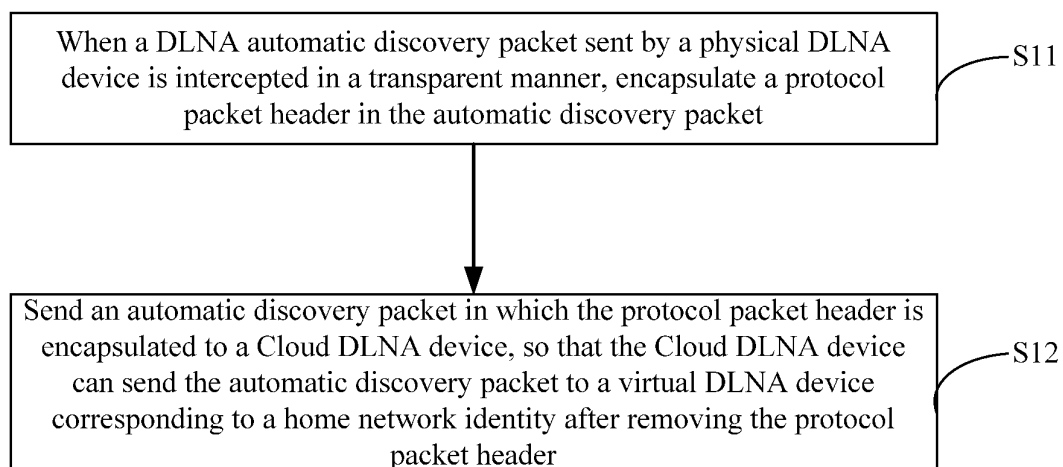 When a DLNA automatic discovery packet sent by a physical DLNA
device is intercepted in a transparent manner, encapsulate a protocol
packet header in the automatic discovery packet
S11
Send an automatic discovery packet in which the protocol packet header is
encapsulated to a Cloud DLNA device, so that the Cloud DLNA device
can send the automatic discovery packet to a virtual DLNA device
corresponding to a home network identity after removing the protocol
packet header
S12